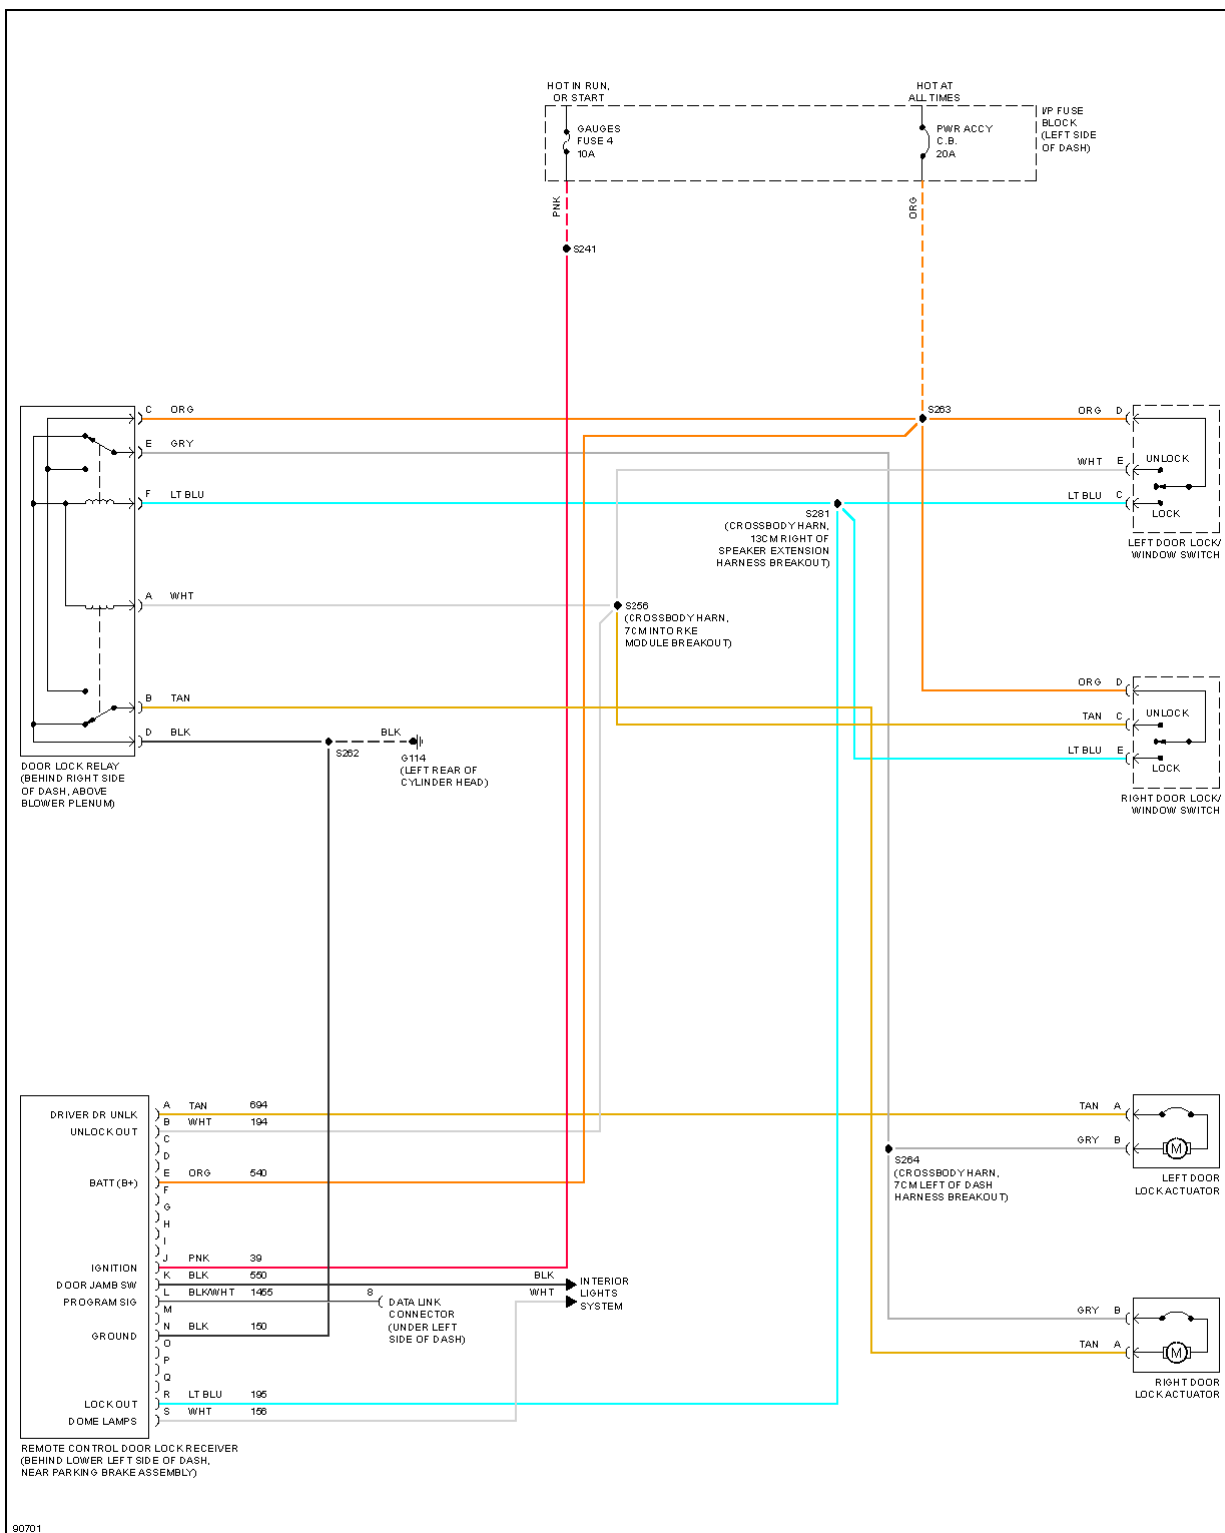 HOT IN RUN,
OR START
HOT AT
ALL TIMES
GAUGES
FUSE 4
10A
PWR ACCY
C.B.
20A
I/P FUSE
BLOCK
(LEFT SIDE
OF DASH)
PNK
ORG
S241
C ORG
E GRY
F LT BLU
A WHT
B TAN
D BLK
S263
ORG D
WHT E
LT BLU C
UNLOCK
LOCK
LEFT DOOR LOCK/
WINDOW SWITCH
S281
(CROSSBODY HARN,
13CM RIGHT OF
SPEAKER EXTENSION
HARNESS BREAKOUT)
S256
(CROSSBODY HARN,
7CM INTO RKE
MODULE BREAKOUT)
ORG D
TAN C
LT BLU E
UNLOCK
LOCK
RIGHT DOOR LOCK/
WINDOW SWITCH
S262
BLK
G114
(LEFT REAR OF
CYLINDER HEAD)
DOOR LOCK RELAY
(BEHIND RIGHT SIDE
OF DASH, ABOVE
BLOWER PLENUM)
DRIVER DR UNLK A TAN 694
UNLOCK OUT B WHT 194
C
D
BATT (B+) E ORG 540
F
G
H
I
IGNITION J PNK 39
DOOR JAMB SW K BLK 550
PROGRAM SIG L BLK/WHT 1455
M
GROUND N BLK 150
O
P
Q
LOCK OUT R LT BLU 195
DOME LAMPS S WHT 156
8
DATA LINK
CONNECTOR
(UNDER LEFT
SIDE OF DASH)
BLK
WHT
INTERIOR
LIGHTS
SYSTEM
TAN A
GRY B
M
LEFT DOOR
LOCK ACTUATOR
S264
(CROSSBODY HARN,
7CM LEFT OF DASH
HARNESS BREAKOUT)
GRY B
TAN A
M
RIGHT DOOR
LOCK ACTUATOR
REMOTE CONTROL DOOR LOCK RECEIVER
(BEHIND LOWER LEFT SIDE OF DASH,
NEAR PARKING BRAKE ASSEMBLY)
90701